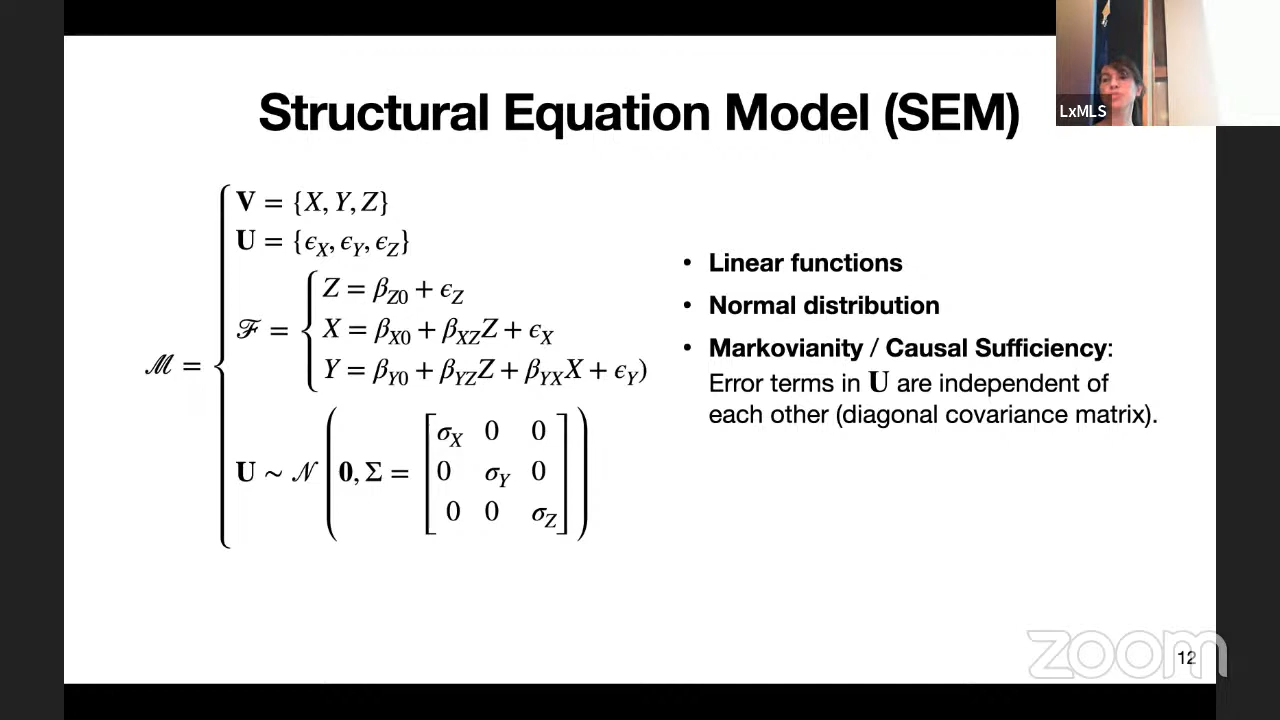 Structural Equation Model (SEM)
LxMLS
V = {X, Y, Z}
U = {ϵ_X, ϵ_Y, ϵ_Z}
ℱ =
Z = β_Z0 + ϵ_Z
X = β_X0 + β_XZ Z + ϵ_X
Y = β_Y0 + β_YZ Z + β_YX X + ϵ_Y)
ℳ =
U ∼ 𝒩 ( 0, Σ = [
σ_X 0 0
0 σ_Y 0
0 0 σ_Z
] )
• Linear functions
• Normal distribution
• Markovianity / Causal Sufficiency:
Error terms in U are independent of
each other (diagonal covariance matrix).
zoom
12